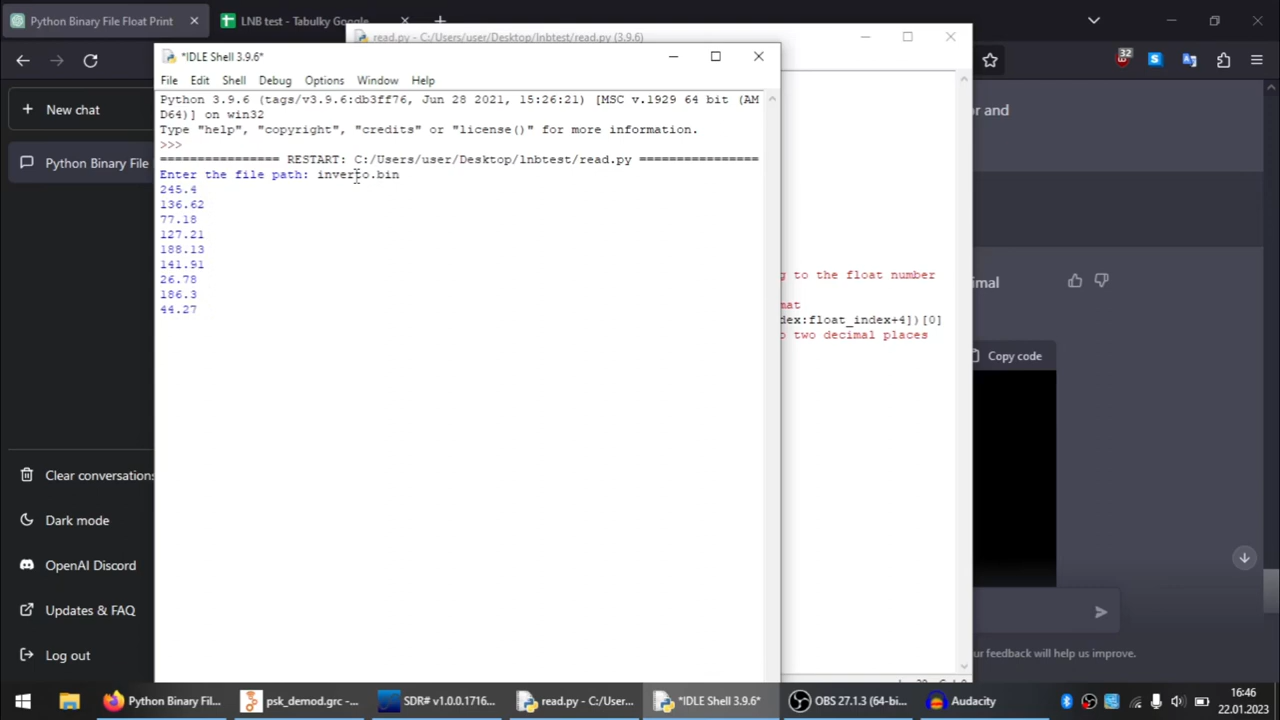 Python Binary File Float Print
LNB test - Tabulky Google
read.py - C:/Users/user/Desktop/lnbtest/read.py (3.9.6)
*IDLE Shell 3.9.6*
32
File Edit Shell Debug Options Window Help
New chat
Python Binary File
Python 3.9.6 (tags/v3.9.6:db3ff76, Jun 28 2021, 15:26:21) [MSC v.1929 64 bit (AM
D64)] on win32
Type "help", "copyright", "credits" or "license()" for more information.
>>>
================ RESTART: C:/Users/user/Desktop/lnbtest/read.py ================
Enter the file path: inverto.bin
245.4
136.62
77.18
127.21
188.13
141.91
26.78
186.3
44.27
or and
g to the float number
mal
mat
dex:float_index+4])[0]
o two decimal places
Copy code
Clear conversations
Dark mode
OpenAI Discord
Updates & FAQ
Log out
ur feedback will help us improve.
Python Binary Fil...
psk_demod.grc -...
SDR# v1.0.0.1716...
read.py - C:/User...
*IDLE Shell 3.9.6*
OBS 27.1.3 (64-bi...
Audacity
16:46
22.01.2023